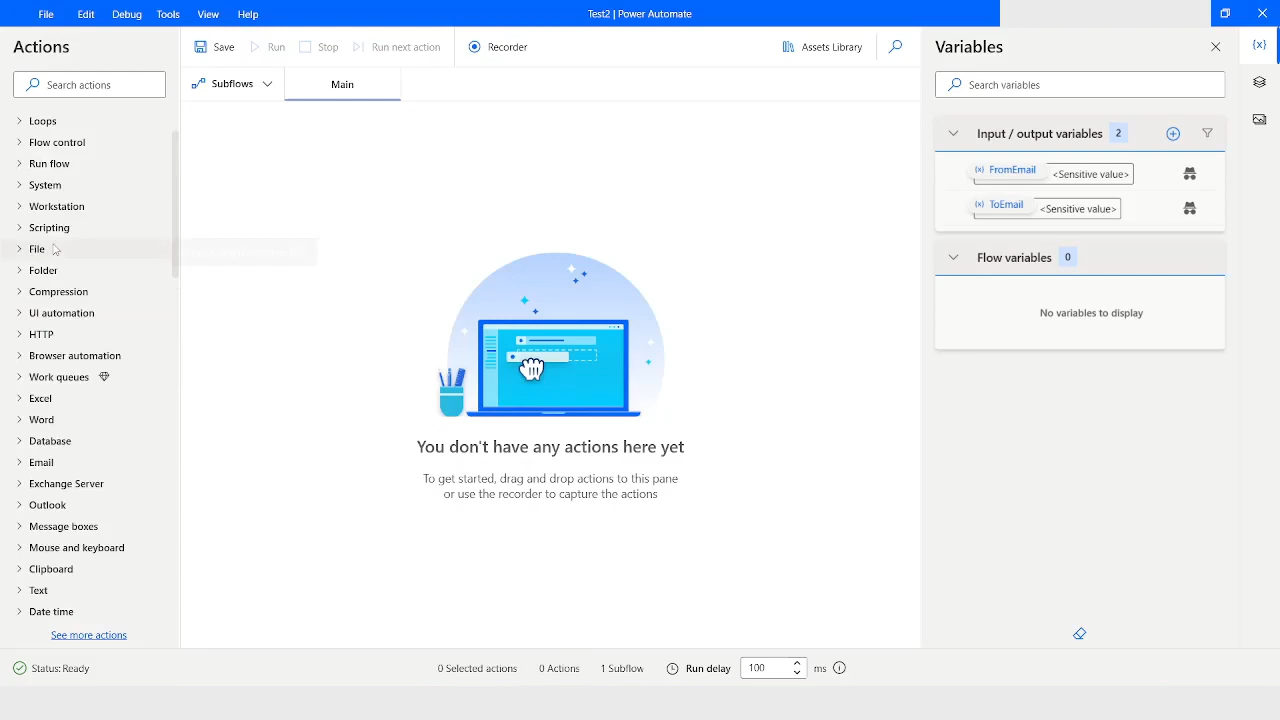 File Edit Debug Tools View Help Test2 | Power Automate
Actions
Search actions
Loops
Flow control
Run flow
System
Workstation
Scripting
File
Folder
Compression
UI automation
HTTP
Browser automation
Work queues
Excel
Word
Database
Email
Exchange Server
Outlook
Message boxes
Mouse and keyboard
Clipboard
Text
Date time
See more actions
Save Run Stop Run next action Recorder Assets Library
Subflows Main
You don't have any actions here yet
To get started, drag and drop actions to this pane
or use the recorder to capture the actions
Variables
{x}
Search variables
Input / output variables 2
(x) FromEmail <Sensitive value>
(x) ToEmail <Sensitive value>
Flow variables 0
No variables to display
Status: Ready 0 Selected actions 0 Actions 1 Subflow Run delay 100 ms